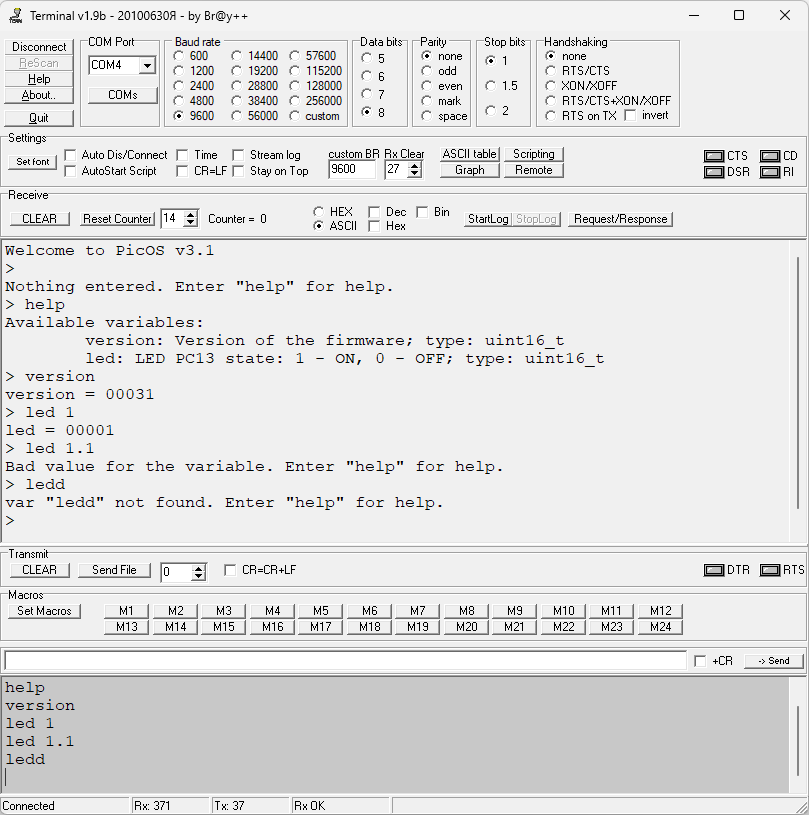 Terminal v1.9b - 20100630Я - by Br@y++
Disconnect
ReScan
Help
About..
Quit
COM Port
COM4
COMs
Baud rate
600 14400 57600
1200 19200 115200
2400 28800 128000
4800 38400 256000
9600 56000 custom
Data bits
5
6
7
8
Parity
none
odd
even
mark
space
Stop bits
1
1.5
2
Handshaking
none
RTS/CTS
XON/XOFF
RTS/CTS+XON/XOFF
RTS on TX invert
Settings
Set font
Auto Dis/Connect Time Stream log
AutoStart Script CR=LF Stay on Top
custom BR Rx Clear
9600 27
ASCII table Scripting
Graph Remote
CTS CD
DSR RI
Receive
CLEAR Reset Counter 14 Counter = 0
HEX Dec Bin
ASCII Hex
StartLog StopLog Request/Response
Welcome to PicOS v3.1
>
Nothing entered. Enter "help" for help.
> help
Available variables:
version: Version of the firmware; type: uint16_t
led: LED PC13 state: 1 - ON, 0 - OFF; type: uint16_t
> version
version = 00031
> led 1
led = 00001
> led 1.1
Bad value for the variable. Enter "help" for help.
> ledd
var "ledd" not found. Enter "help" for help.
>
Transmit
CLEAR Send File 0 CR=CR+LF DTR RTS
Macros
Set Macros M1 M2 M3 M4 M5 M6 M7 M8 M9 M10 M11 M12
M13 M14 M15 M16 M17 M18 M19 M20 M21 M22 M23 M24
+CR -> Send
help
version
led 1
led 1.1
ledd
Connected Rx: 371 Tx: 37 Rx OK